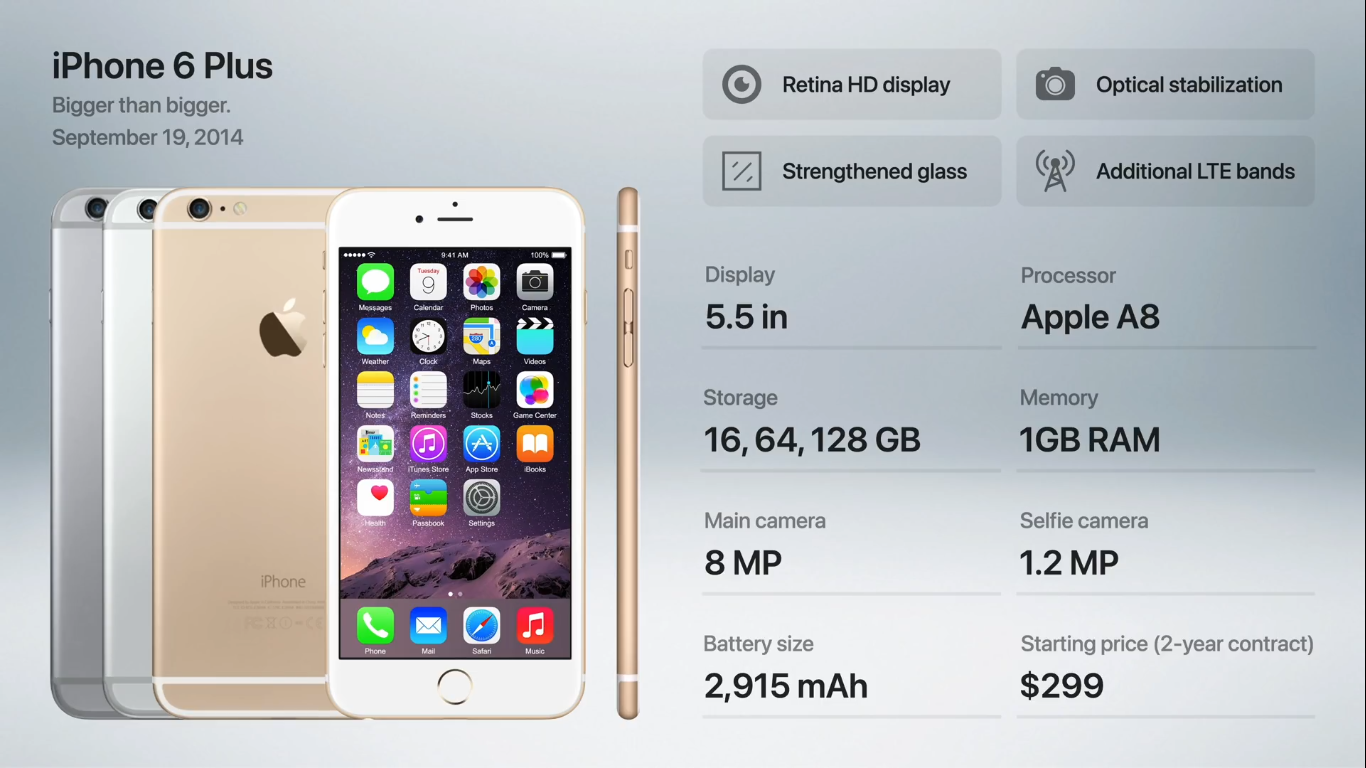 iPhone 6 Plus
Bigger than bigger.
September 19, 2014
Retina HD display
Optical stabilization
Strengthened glass
Additional LTE bands
9:41 AM 100%
Messages Calendar Photos Camera
Tuesday
9
Weather Clock Maps Videos
280
Notes Reminders Stocks Game Center
Newsstand iTunes Store App Store iBooks
Health Passbook Settings
Phone Mail Safari Music
iPhone
Display
5.5 in
Processor
Apple A8
Storage
16, 64, 128 GB
Memory
1GB RAM
Main camera
8 MP
Selfie camera
1.2 MP
Battery size
2,915 mAh
Starting price (2-year contract)
$299